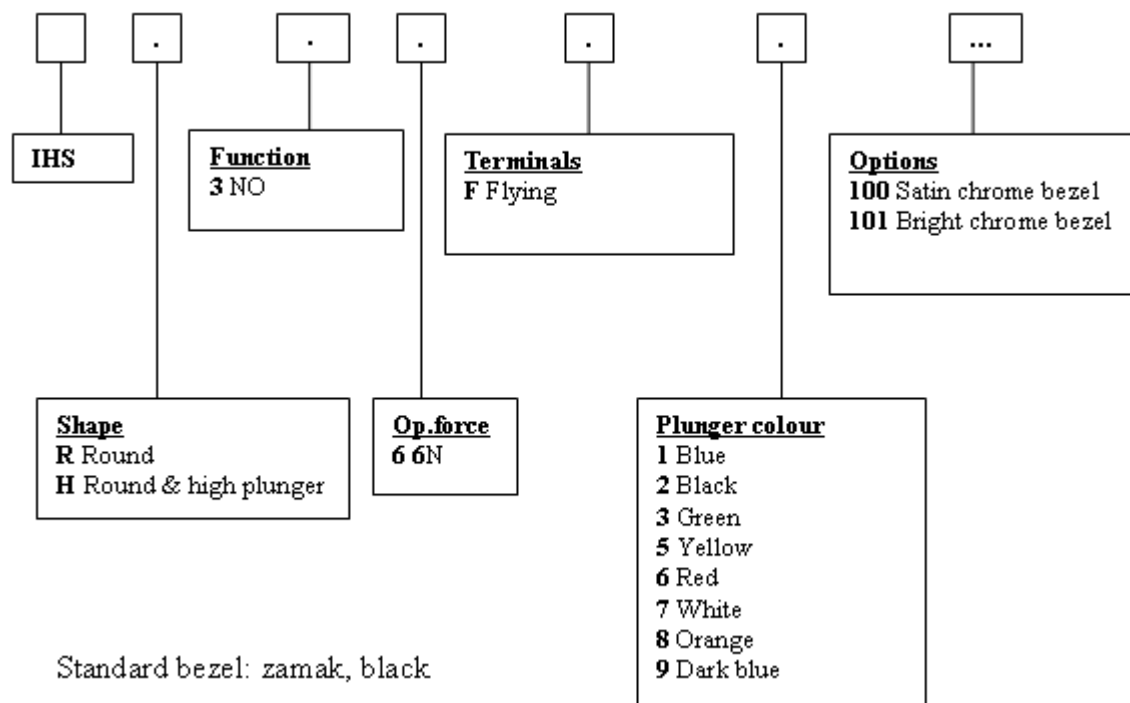 . . . . . ...
IHS
Function
3 NO
Terminals
F Flying
Options
100 Satin chrome bezel
101 Bright chrome bezel
Shape
R Round
H Round & high plunger
Op.force
6 6N
Plunger colour
1 Blue
2 Black
3 Green
5 Yellow
6 Red
7 White
8 Orange
9 Dark blue
Standard bezel: zamak, black